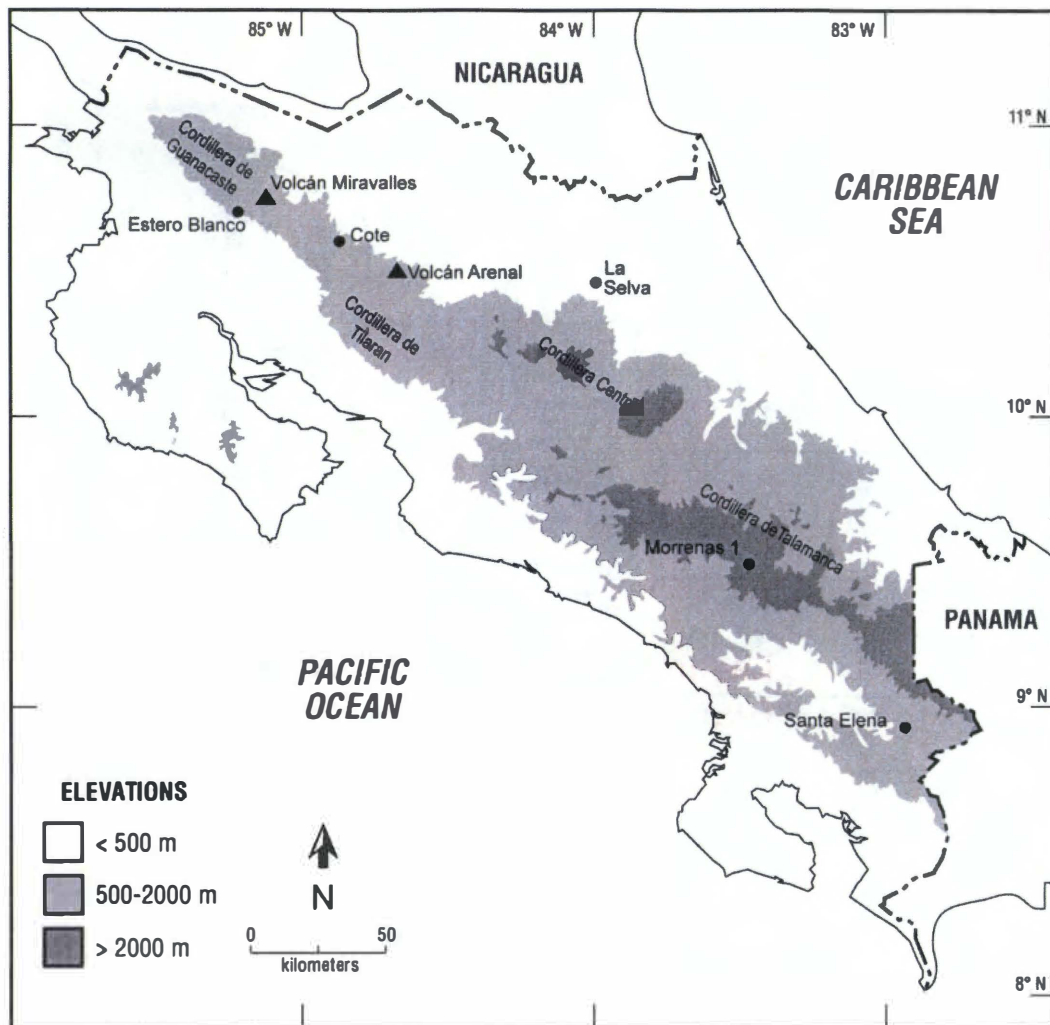 85° W
84° W
83° W
NICARAGUA
11° N
Cordillera de
Guanacaste
Volcán Miravalles
CARIBBEAN
SEA
Estero Blanco
Cote
Volcán Arenal
La
Selva
Cordillera de
Tilaran
Cordillera
10° N
Cordillera de Talamanca
Morrenas 1
PANAMA
PACIFIC
OCEAN
9° N
Santa Elena
ELEVATIONS
< 500 m
500-2000 m
> 2000 m
N
0 50
kilometers
8° N